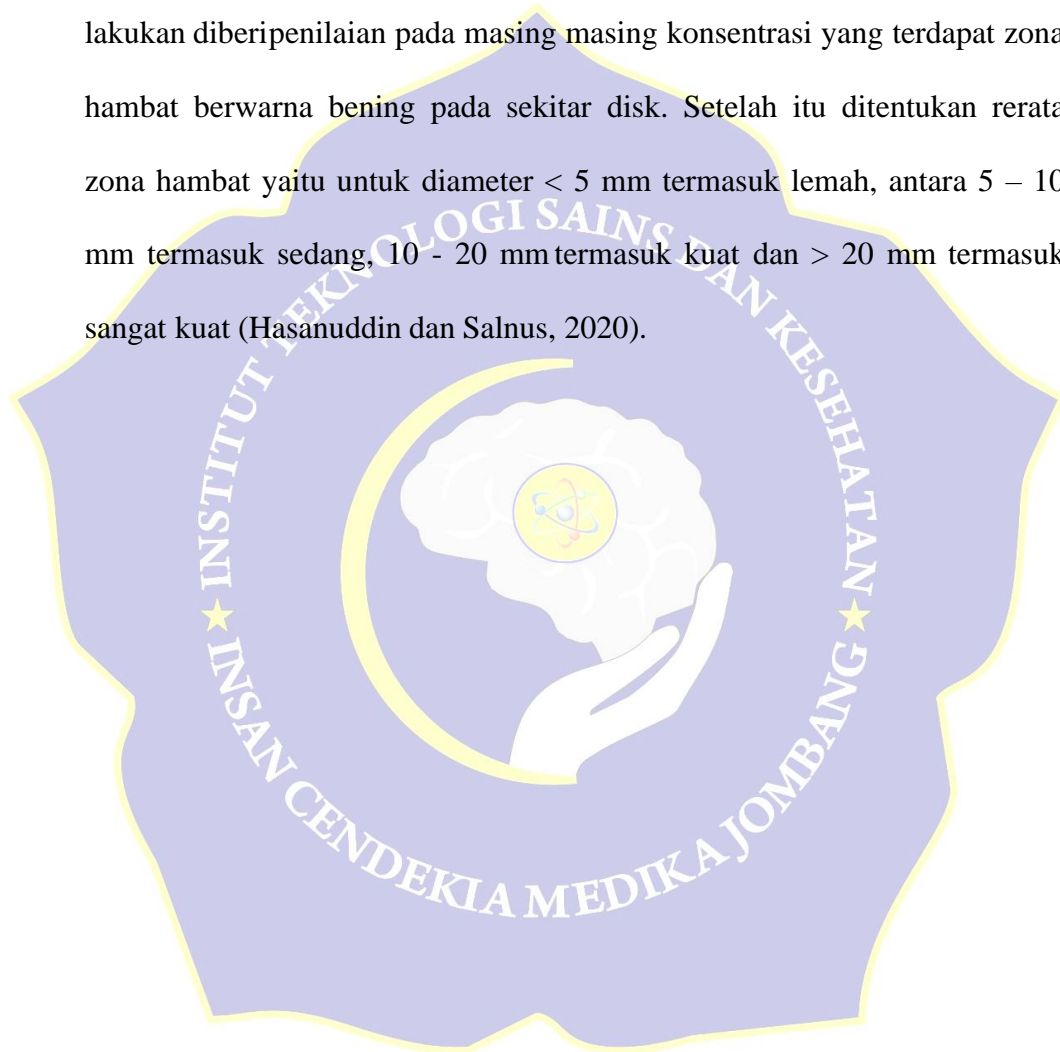 lakukan diberipenilaian pada masing masing konsentrasi yang terdapat zona
hambat berwarna bening pada sekitar disk. Setelah itu ditentukan rerata
zona hambat yaitu untuk diameter < 5 mm termasuk lemah, antara 5 – 10
mm termasuk sedang, 10 - 20 mm termasuk kuat dan > 20 mm termasuk
sangat kuat (Hasanuddin dan Salnus, 2020).
INSTITUT TEKNOLOGI SAINS DAN KESEHATAN
INSAN CENDEKIA MEDIKA JOMBANG